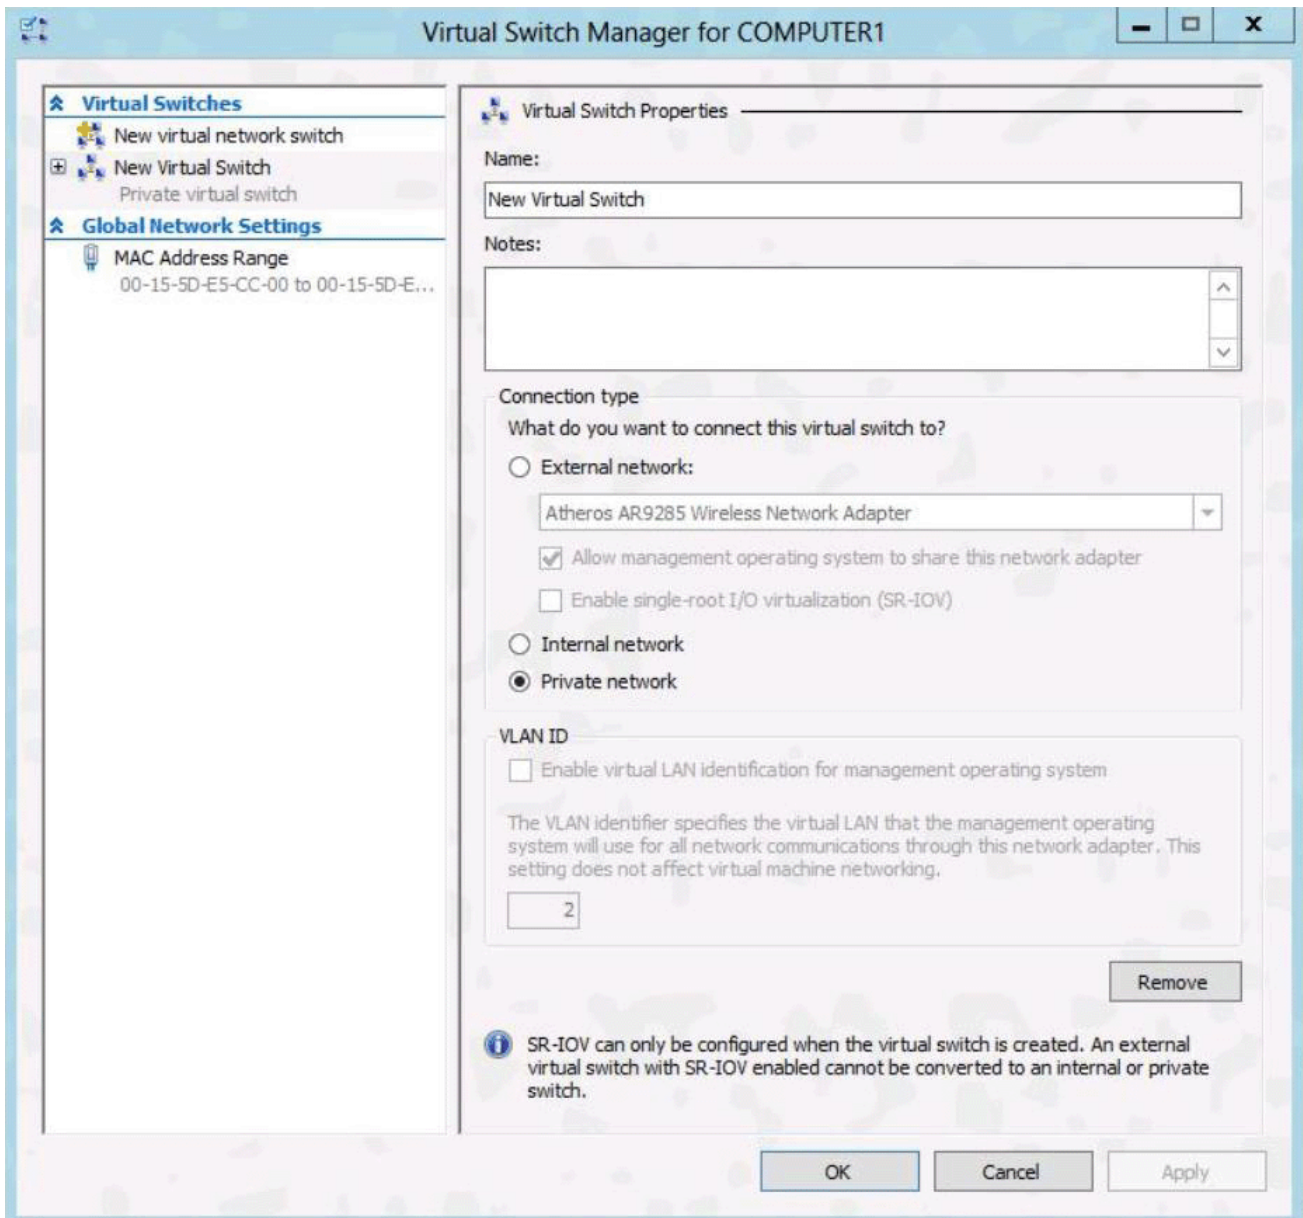 Virtual Switch Manager for COMPUTER1
Virtual Switches
New virtual network switch
New Virtual Switch
Private virtual switch
Global Network Settings
MAC Address Range
00-15-5D-E5-CC-00 to 00-15-5D-E...
Virtual Switch Properties
Name:
New Virtual Switch
Notes:
Connection type
What do you want to connect this virtual switch to?
External network:
Atheros AR9285 Wireless Network Adapter
Allow management operating system to share this network adapter
Enable single-root I/O virtualization (SR-IOV)
Internal network
Private network
VLAN ID
Enable virtual LAN identification for management operating system
The VLAN identifier specifies the virtual LAN that the management operating
system will use for all network communications through this network adapter. This
setting does not affect virtual machine networking.
2
Remove
SR-IOV can only be configured when the virtual switch is created. An external
virtual switch with SR-IOV enabled cannot be converted to an internal or private
switch.
OK
Cancel
Apply